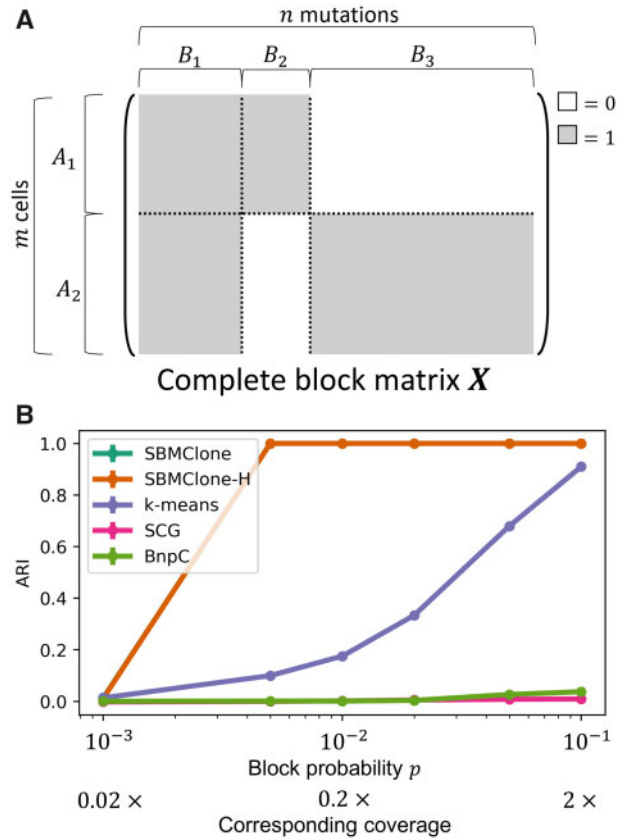 A
n mutations
B₁ B₂ B₃
= 0
= 1
m cells
A₁
A₂
Complete block matrix X
B
1.0
0.8
0.6
0.4
0.2
0.0
ARI
SBMClone
SBMClone-H
k-means
SCG
BnpC
10⁻³ 10⁻² 10⁻¹
Block probability p
0.02 × 0.2 × 2 ×
Corresponding coverage